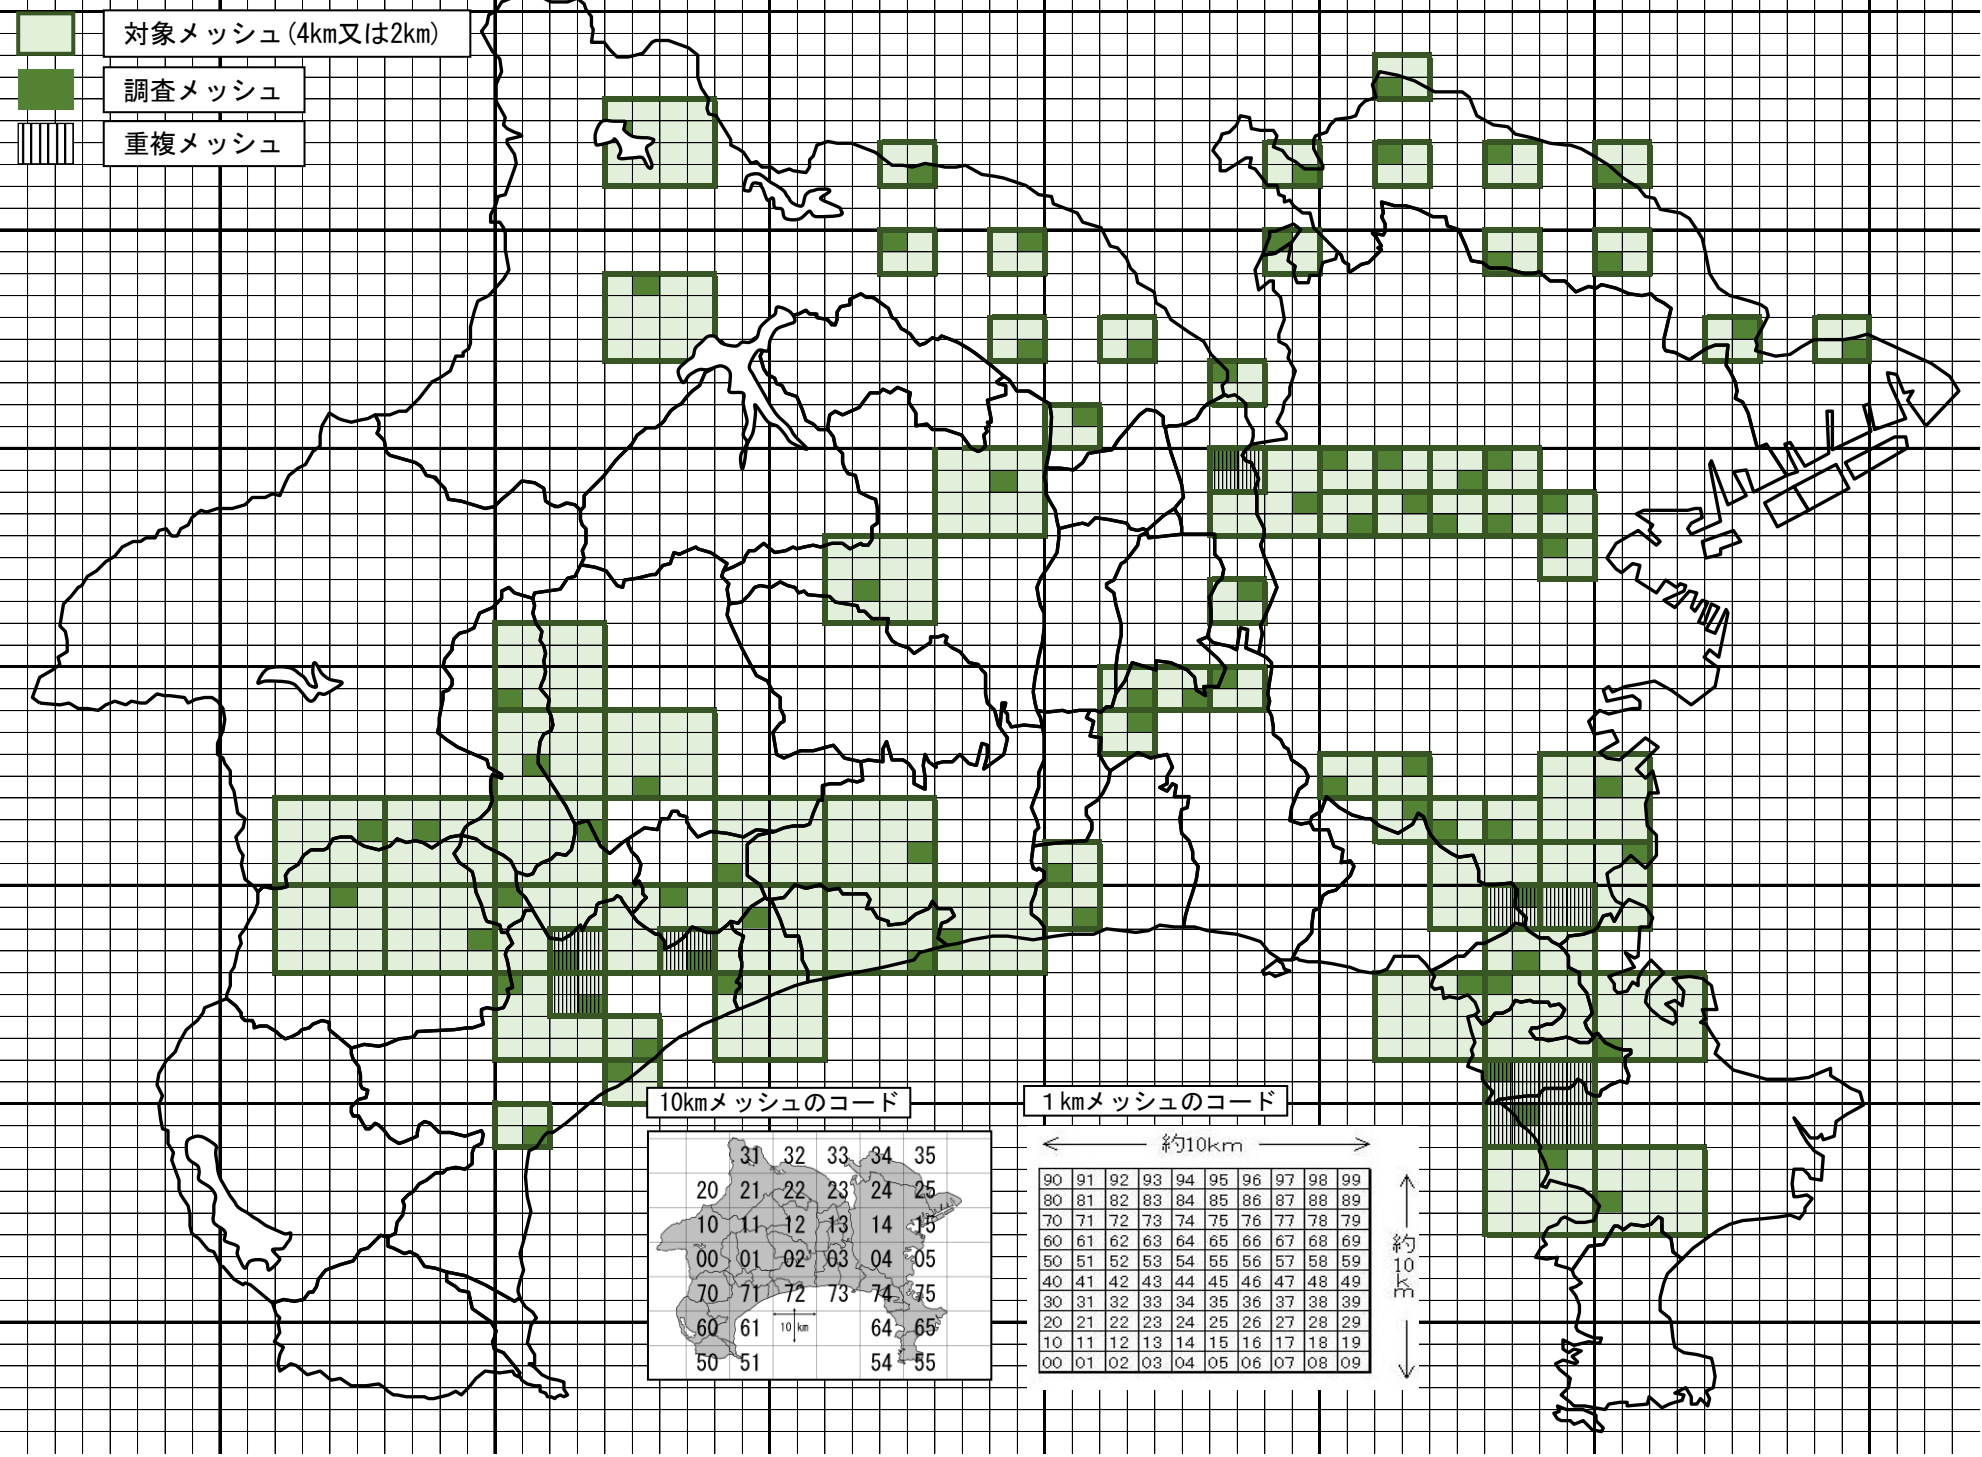 対象メッシュ(4km又は2km)
調査メッシュ
重複メッシュ
10kmメッシュのコード
31 32 33 34 35
20 21 22 23 24 25
10 11 12 13 14 15
00 01 02 03 04 05
70 71 72 73 74 75
60 61 10 km 64 65
50 51 54 55
1kmメッシュのコード
約10km
90 91 92 93 94 95 96 97 98 99
80 81 82 83 84 85 86 87 88 89
70 71 72 73 74 75 76 77 78 79
60 61 62 63 64 65 66 67 68 69
50 51 52 53 54 55 56 57 58 59
40 41 42 43 44 45 46 47 48 49
30 31 32 33 34 35 36 37 38 39
20 21 22 23 24 25 26 27 28 29
10 11 12 13 14 15 16 17 18 19
00 01 02 03 04 05 06 07 08 09
約10km